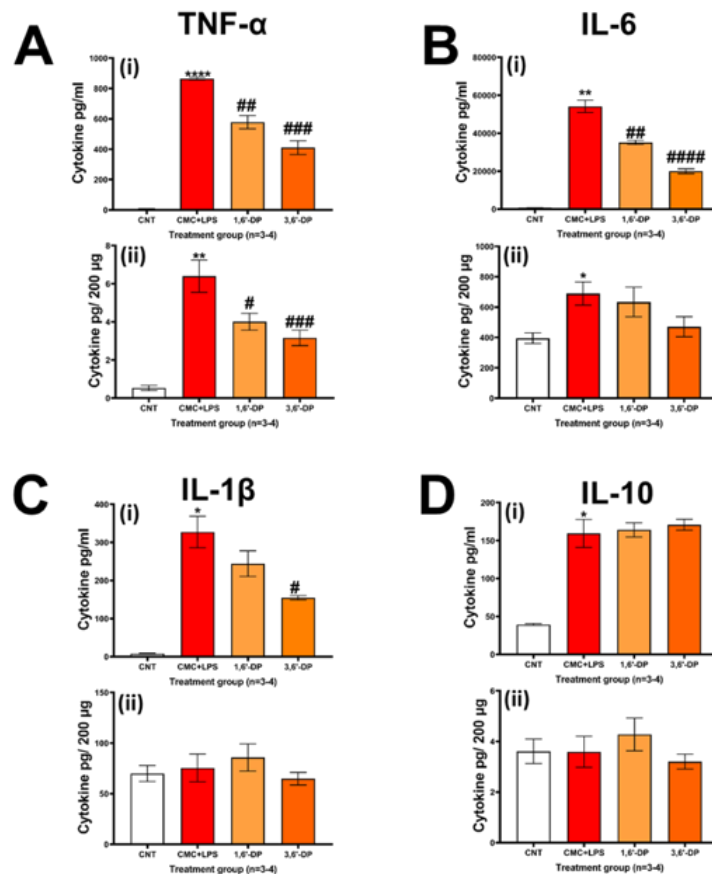 A
TNF-α
(i)
Cytokine pg/ml
1000
800
600
400
200
0
****
##
###
CNT CMC+LPS 1,6'-DP 3,6'-DP
Treatment group (n=3-4)
(ii)
Cytokine pg/ 200 µg
8
6
4
2
0
**
#
###
CNT CMC+LPS 1,6'-DP 3,6'-DP
Treatment group (n=3-4)
B
IL-6
(i)
Cytokine pg/ml
60000
40000
20000
0
**
##
####
CNT CMC+LPS 1,6'-DP 3,6'-DP
Treatment group (n=3-4)
(ii)
Cytokine pg/ 200 µg
1000
800
600
400
200
0
*
CNT CMC+LPS 1,6'-DP 3,6'-DP
Treatment group (n=3-4)
C
IL-1β
(i)
Cytokine pg/ml
400
300
200
100
0
*
#
CNT CMC+LPS 1,6'-DP 3,6'-DP
Treatment group (n=3-4)
(ii)
Cytokine pg/ 200 µg
150
100
50
0
CNT CMC+LPS 1,6'-DP 3,6'-DP
Treatment group (n=3-4)
D
IL-10
(i)
Cytokine pg/ml
200
150
100
50
0
*
CNT CMC+LPS 1,6'-DP 3,6'-DP
Treatment group (n=3-4)
(ii)
Cytokine pg/ 200 µg
6
4
2
0
CNT CMC+LPS 1,6'-DP 3,6'-DP
Treatment group (n=3-4)